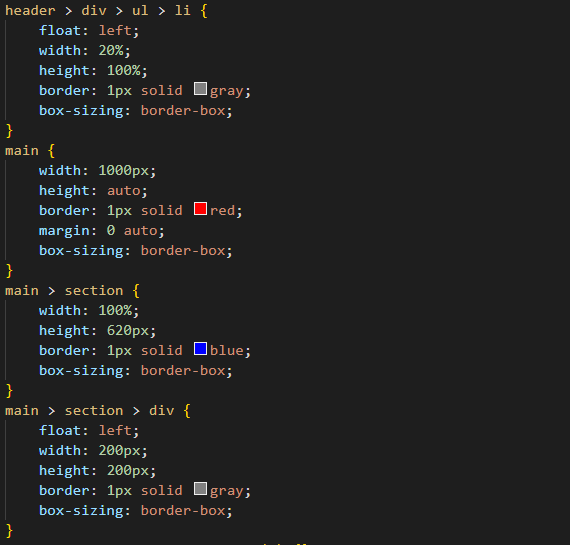 header > div > ul > li {
float: left;
width: 20%;
height: 100%;
border: 1px solid gray;
box-sizing: border-box;
}
main {
width: 1000px;
height: auto;
border: 1px solid red;
margin: 0 auto;
box-sizing: border-box;
}
main > section {
width: 100%;
height: 620px;
border: 1px solid blue;
box-sizing: border-box;
}
main > section > div {
float: left;
width: 200px;
height: 200px;
border: 1px solid gray;
box-sizing: border-box;
}